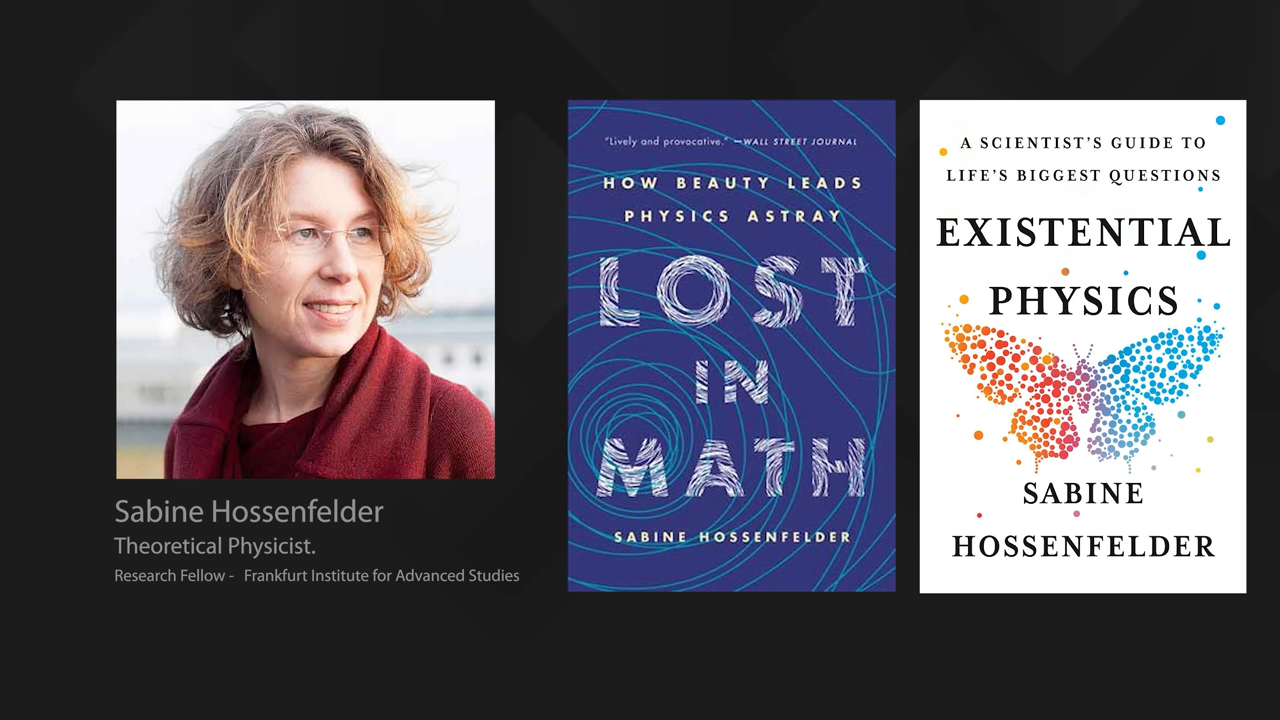 Sabine Hossenfelder
Theoretical Physicist.
Research Fellow - Frankfurt Institute for Advanced Studies
“Lively and provocative.” —WALL STREET JOURNAL
HOW BEAUTY LEADS
PHYSICS ASTRAY
LOST
IN
MATH
SABINE HOSSENFELDER
A SCIENTIST’S GUIDE TO
LIFE’S BIGGEST QUESTIONS
EXISTENTIAL
PHYSICS
SABINE
HOSSENFELDER